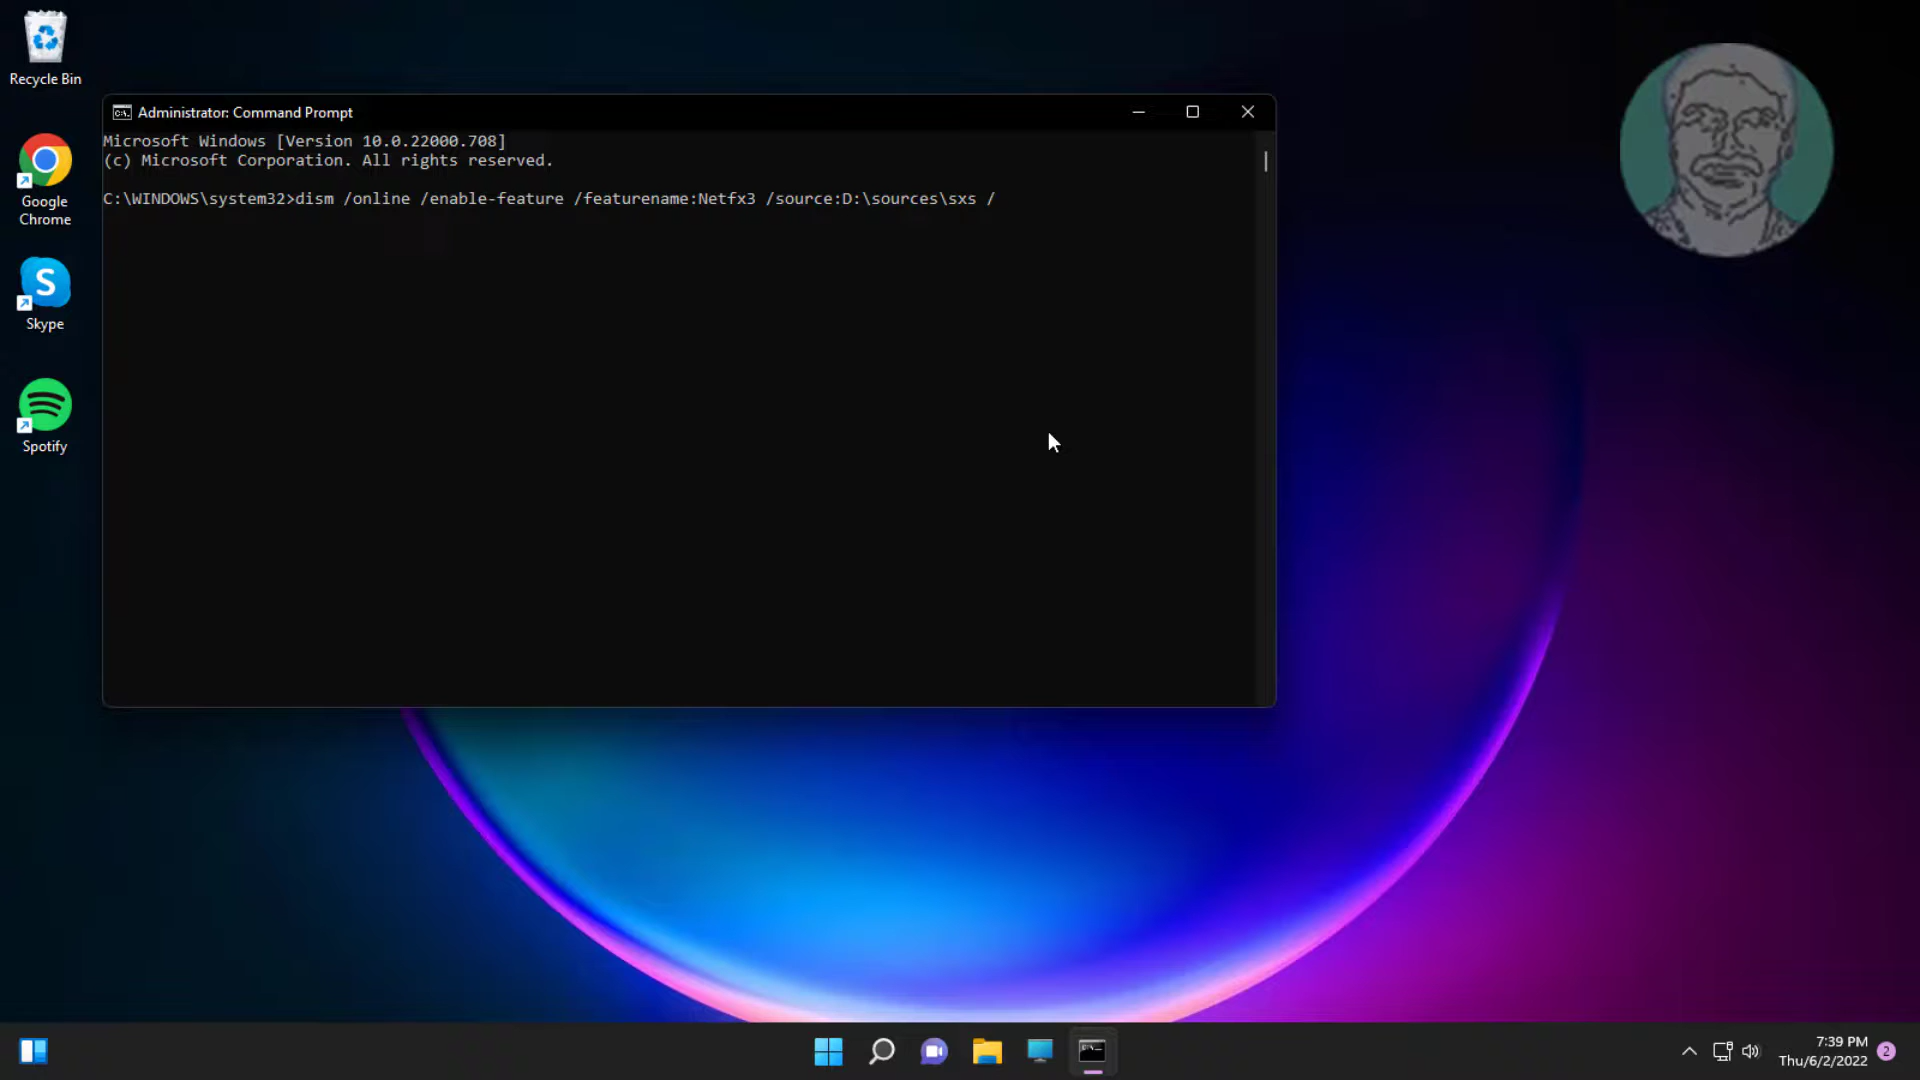 Recycle Bin
Administrator: Command Prompt
Microsoft Windows [Version 10.0.22000.708]
(c) Microsoft Corporation. All rights reserved.
C:\WINDOWS\system32>dism /online /enable-feature /featurename:Netfx3 /source:D:\sources\sxs /
Google
Chrome
S
Skype
Spotify
7:39 PM
Thu/6/2/2022
2